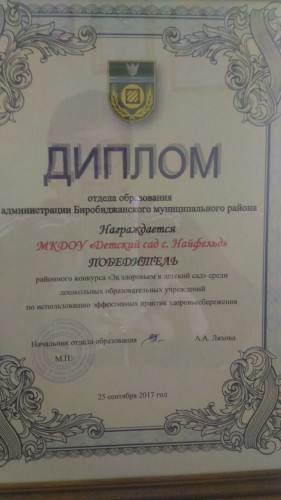 ДИПЛОМ
отдела образования
администрации Биробиджанского муниципального района
Награждается
МКДОУ «Детский сад с. Найфельд»
ПОБЕДИТЕЛЬ
районного конкурса «За здоровьем в детский сад» среди
дошкольных образовательных учреждений
по использованию эффективных практик здоровьесбережения
Начальник отдела образования А.А. Ляхова
М.П.
25 сентября 2017 год